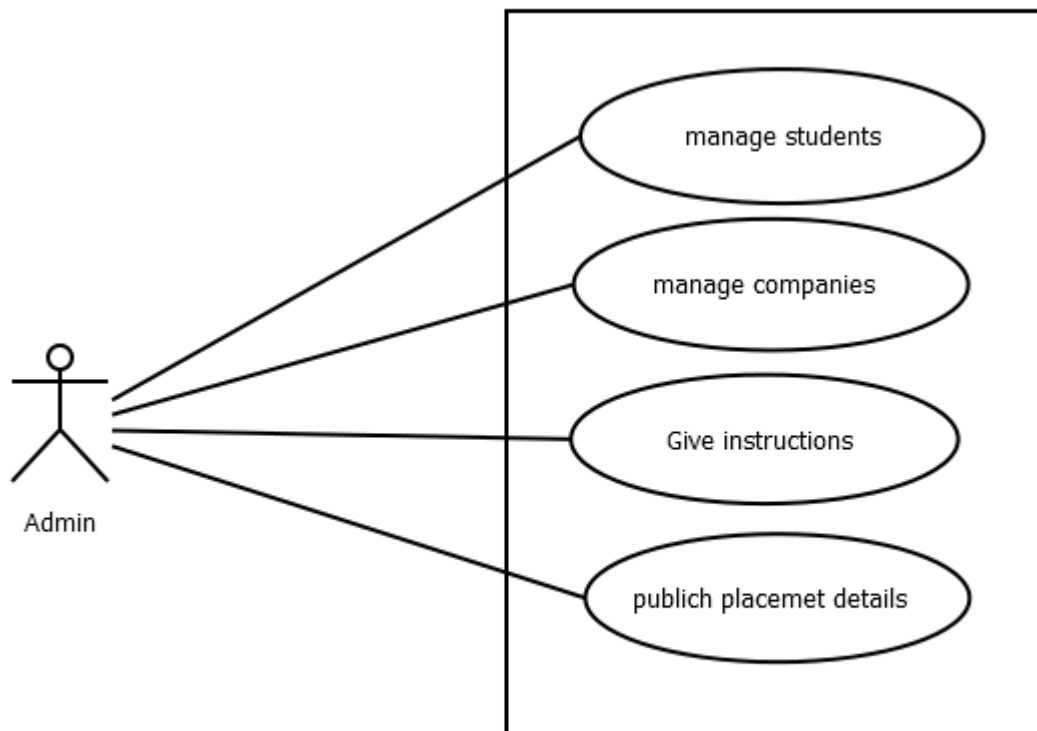 manage students
manage companies
Give instructions
Admin
publich placemet details